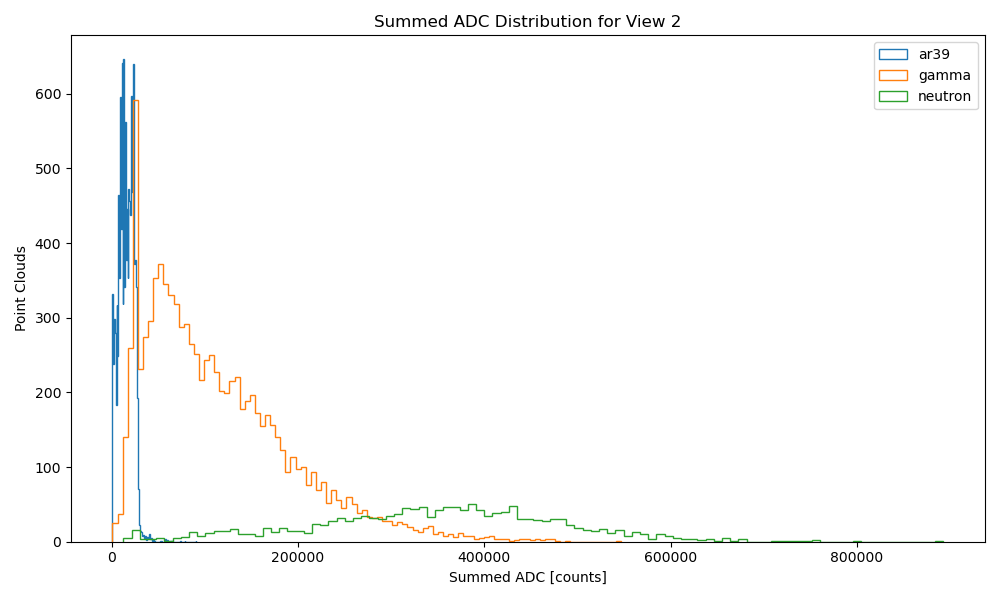 Summed ADC Distribution for View 2
ar39
gamma
neutron
Point Clouds
600
500
400
300
200
100
0
0 200000 400000 600000 800000
Summed ADC [counts]